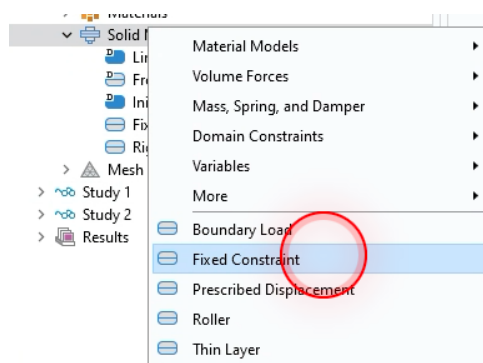 Materials
Solid
Material Models
Volume Forces
Mass, Spring, and Damper
Domain Constraints
Variables
Mesh
More
Study 1
Study 2
Boundary Load
Results
Fixed Constraint
Prescribed Displacement
Roller
Thin Layer